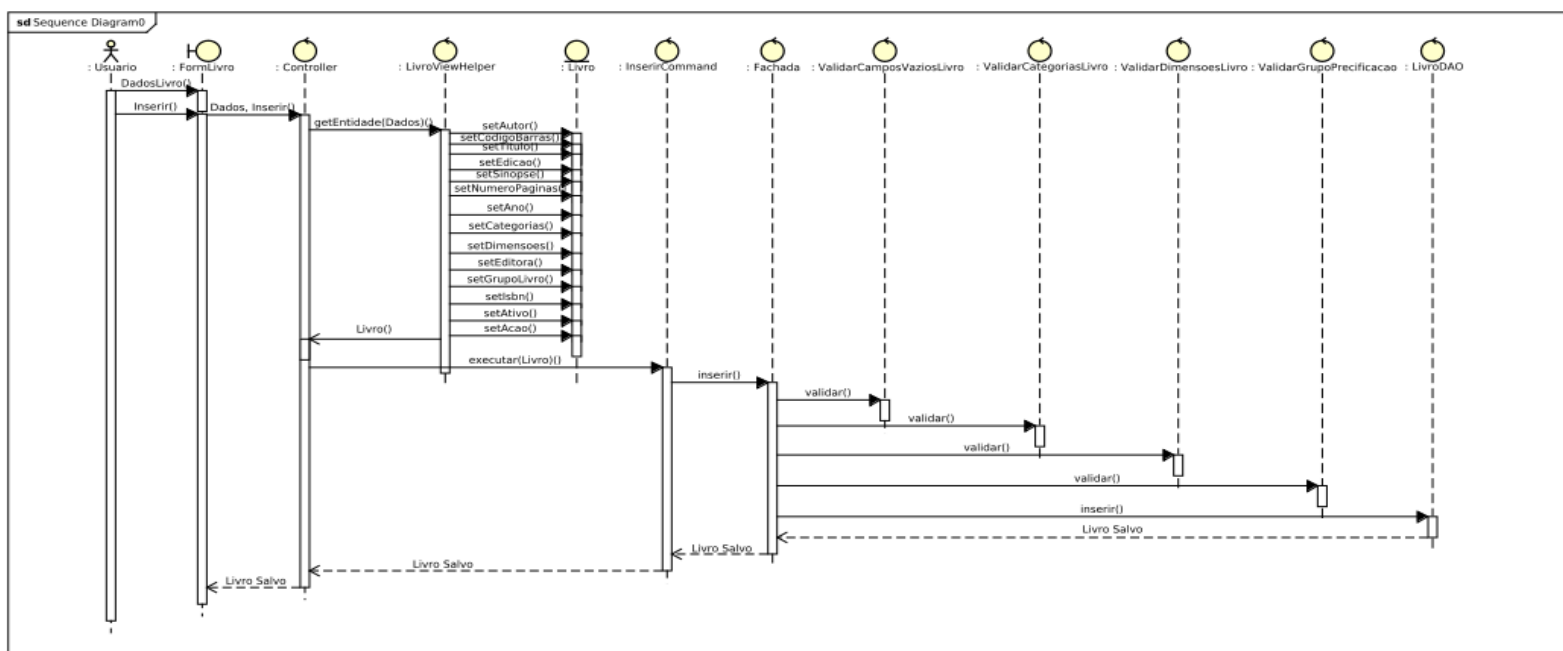 sd Sequence Diagram0
: Usuario
: FormLivro
: Controller
: LivroViewHelper
: Livro
: InserirCommand
: Fachada
: ValidarCamposVaziosLivro
: ValidarCategoriasLivro
: ValidarDimensoesLivro
: ValidarGrupoPrecificacao
: LivroDAO
DadosLivro()
Inserir()
Dados, Inserir()
getEntidade(Dados)()
setAutor()
setCodigoBarras()
setTitulo()
setEdicao()
setSinopse()
setNumeroPaginas()
setAno()
setCategorias()
setDimensoes()
setEditora()
setGrupoLivro()
setIsbn()
setAtivo()
setAcao()
Livro()
executar(Livro)()
inserir()
validar()
validar()
validar()
validar()
inserir()
Livro Salvo
Livro Salvo
Livro Salvo
Livro Salvo